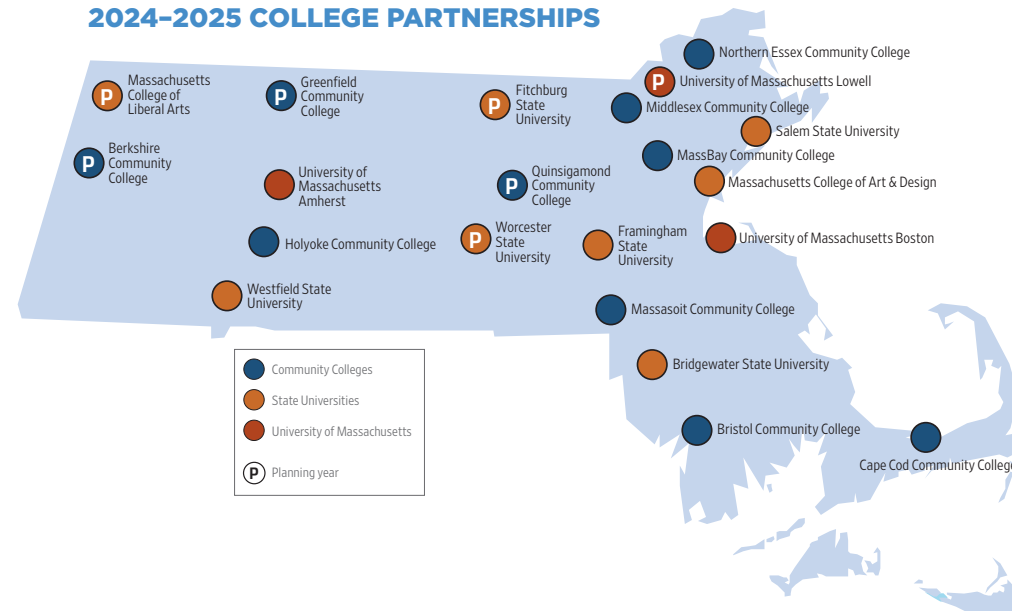 2024–2025 COLLEGE PARTNERSHIPS
Northern Essex Community College
P
University of Massachusetts Lowell
P
Massachusetts
College of
Liberal Arts
P
Greenfield
Community
College
P
Fitchburg
State
University
Middlesex Community College
Salem State University
P
Berkshire
Community
College
MassBay Community College
University of
Massachusetts
Amherst
P
Quinsigamond
Community
College
Massachusetts College of Art & Design
Holyoke Community College
P
Worcester
State
University
Framingham
State
University
University of Massachusetts Boston
Westfield State
University
Massasoit Community College
Bridgewater State University
Bristol Community College
Cape Cod Community College
Community Colleges
State Universities
University of Massachusetts
P
Planning year